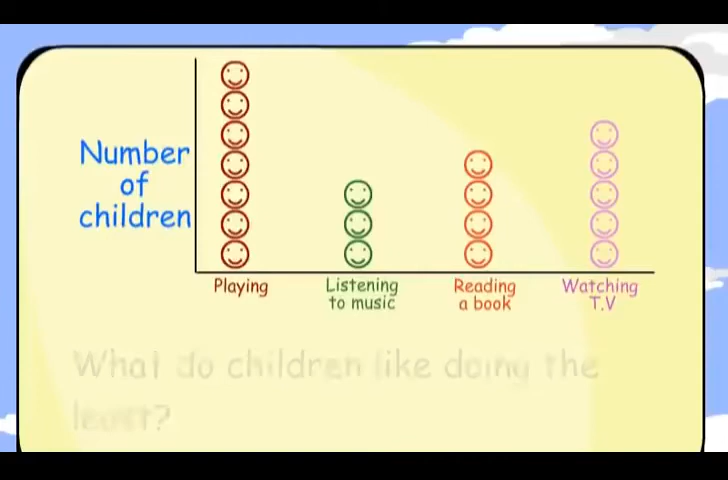 Number
of
children
Playing
Listening
to music
Reading
a book
Watching
T.V
What do children like doing the
least?